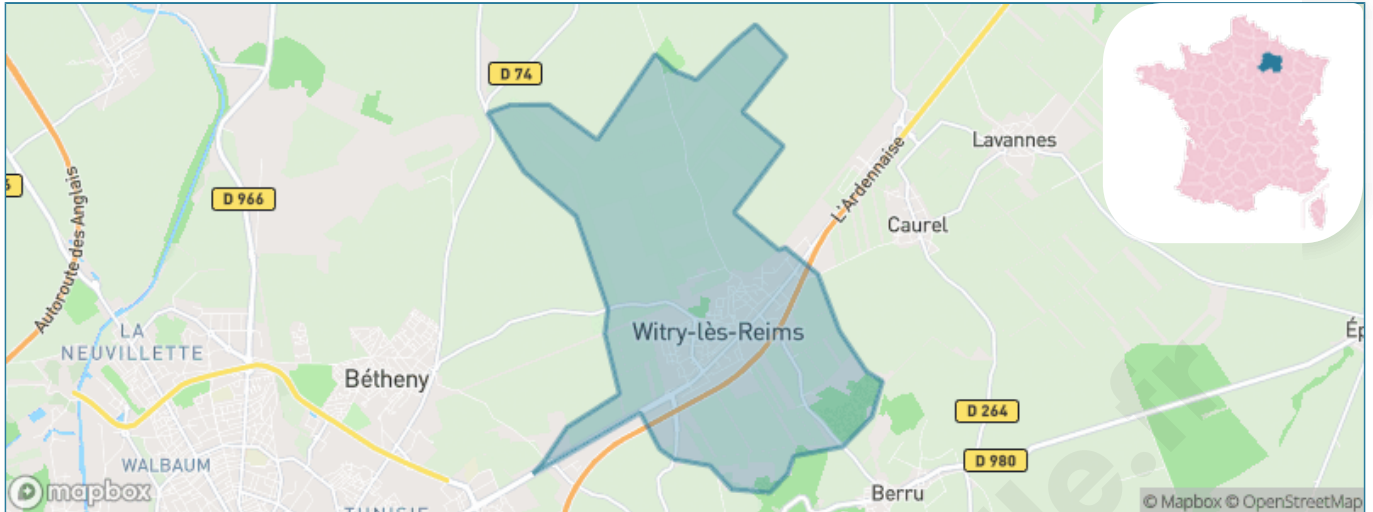 D 74
Lavannes
L'Ardennaise
D 966
Caurel
Autoroute des Anglais
LA
NEUVILLETTE
Witry-lès-Reims
Bétheny
D 264
WALBAUM
D 980
Berru
mapbox
© Mapbox © OpenStreetMap